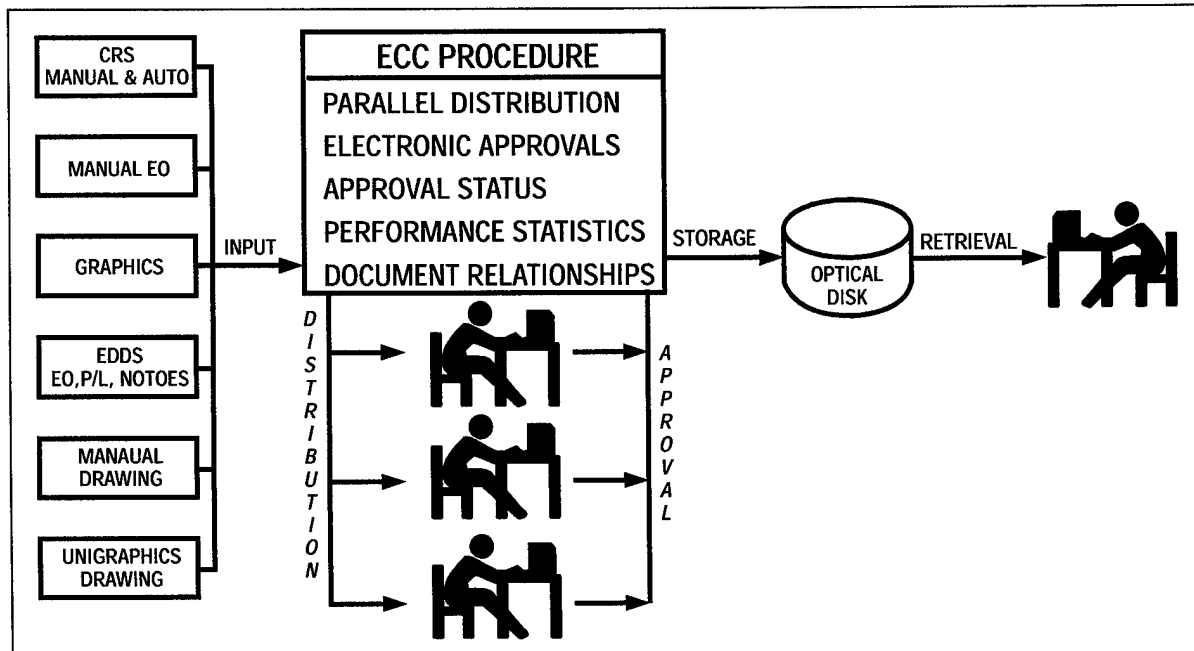 CRS
MANUAL & AUTO
MANUAL EO
GRAPHICS
EDDS
EO,P/L, NOTOES
MANAUAL
DRAWING
UNIGRAPHICS
DRAWING
INPUT
ECC PROCEDURE
PARALLEL DISTRIBUTION
ELECTRONIC APPROVALS
APPROVAL STATUS
PERFORMANCE STATISTICS
DOCUMENT RELATIONSHIPS
DISTRIBUTION
APPROVAL
STORAGE
OPTICAL
DISK
RETRIEVAL